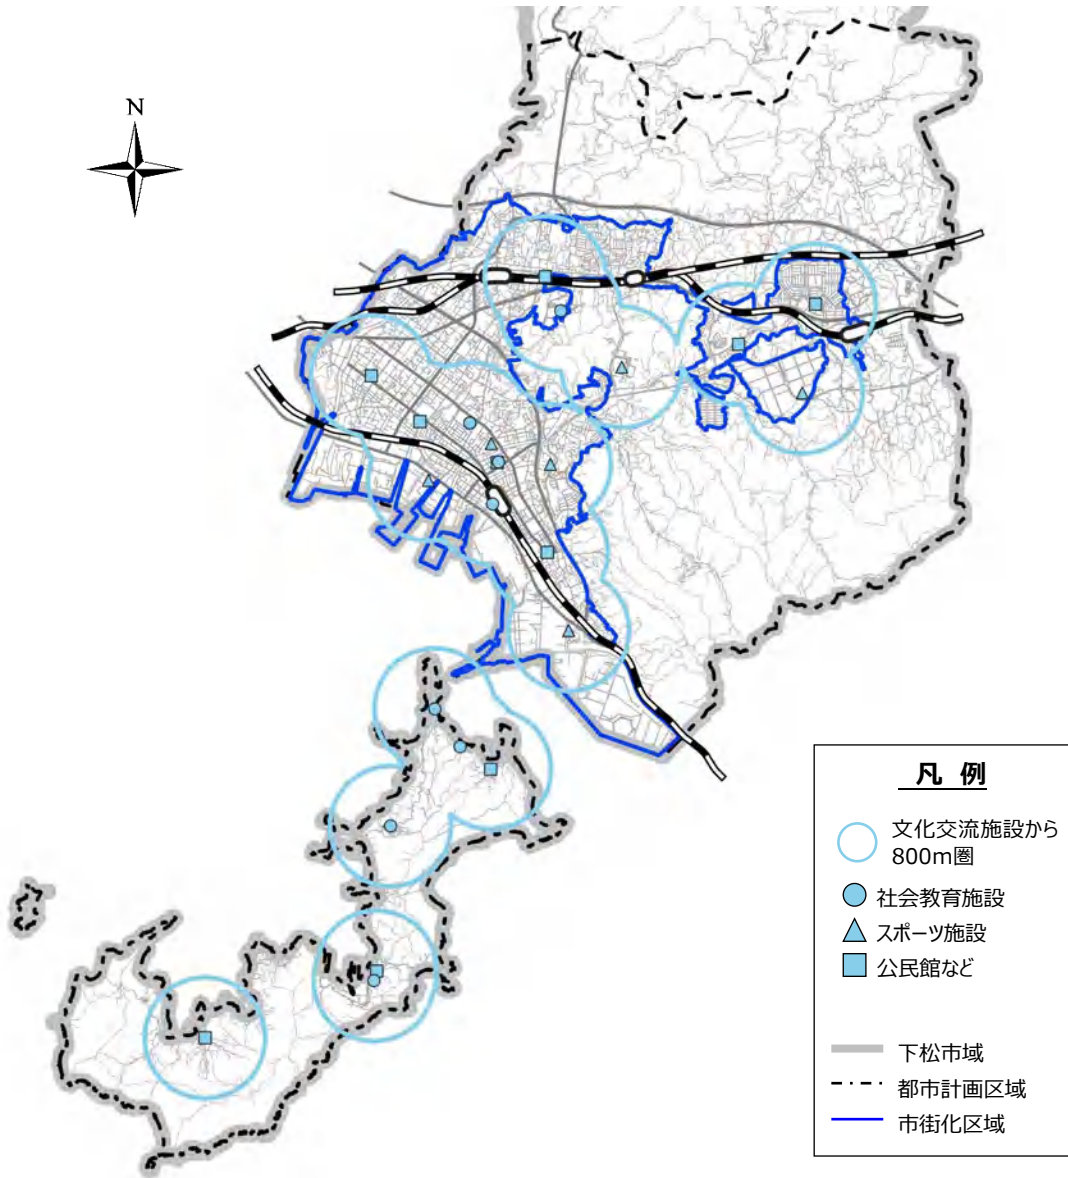 N
凡 例
文化交流施設から
800m圏
社会教育施設
スポーツ施設
公民館など
下松市域
都市計画区域
市街化区域